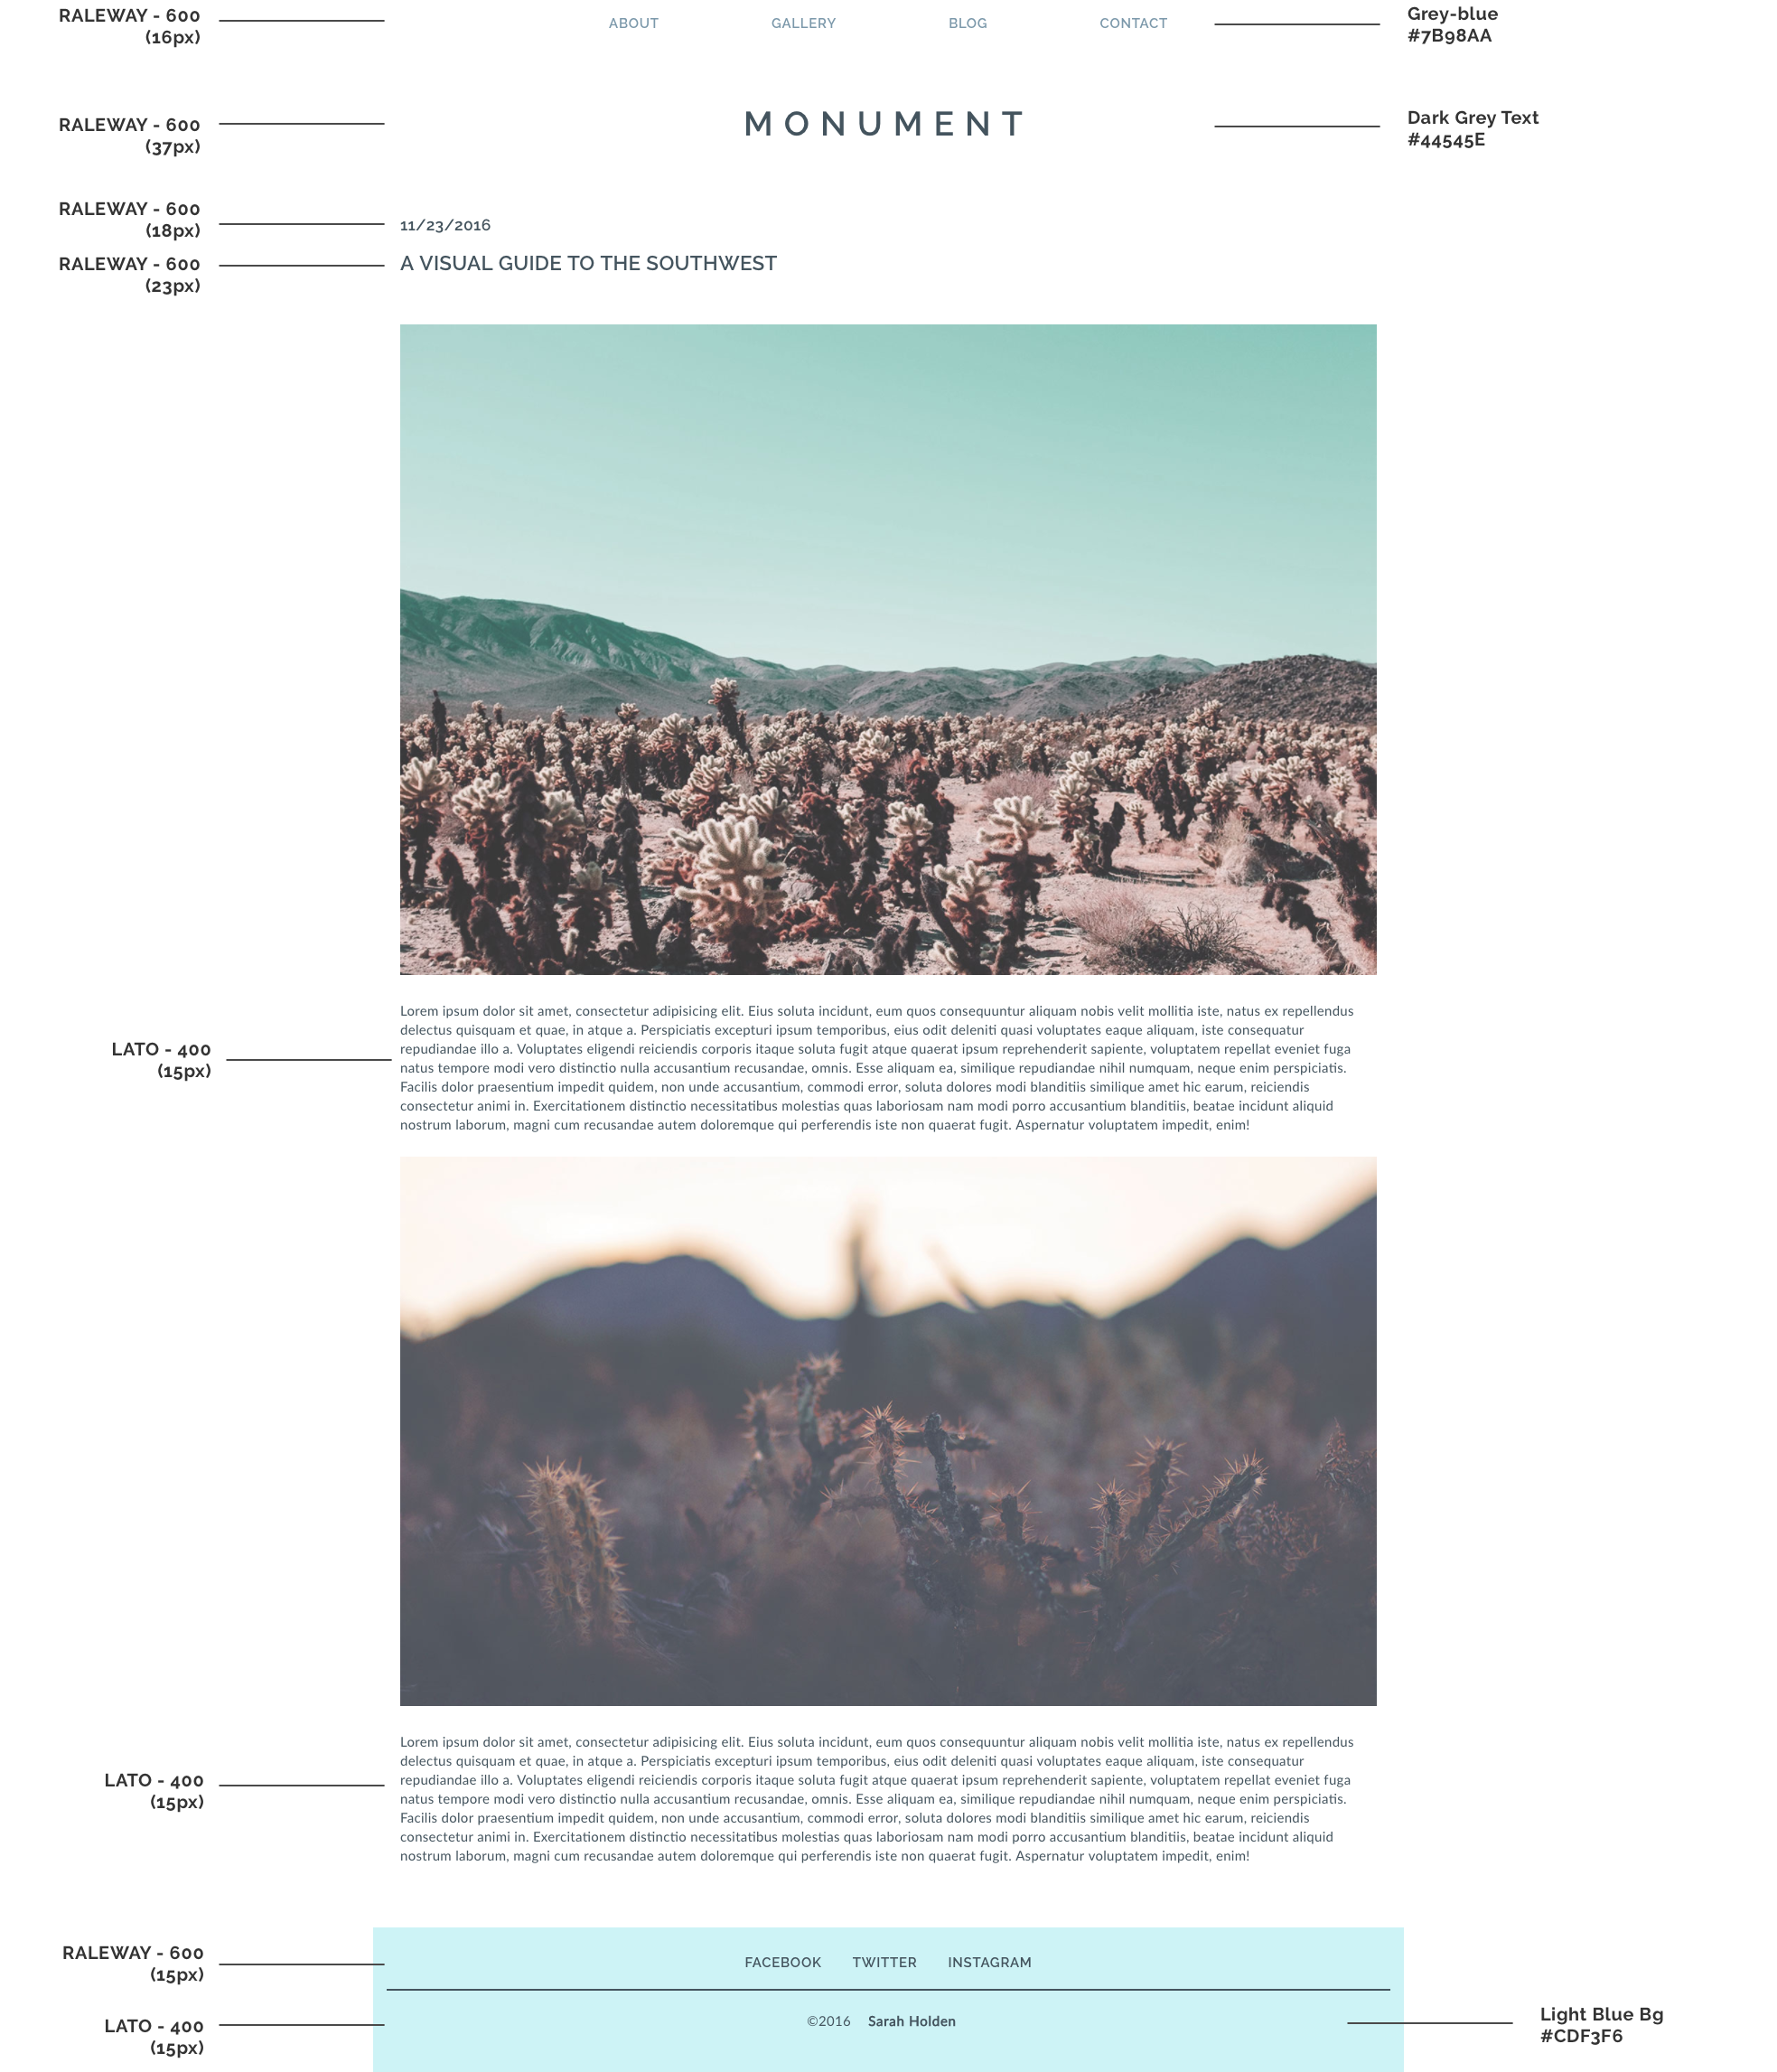 RALEWAY - 600
(16px)
ABOUT GALLERY BLOG CONTACT
Grey-blue
#7B98AA
RALEWAY - 600
(37px)
MONUMENT
Dark Grey Text
#44545E
RALEWAY - 600
(18px)
11/23/2016
RALEWAY - 600
(23px)
A VISUAL GUIDE TO THE SOUTHWEST
Lorem ipsum dolor sit amet, consectetur adipisicing elit. Eius soluta incidunt, eum quos consequuntur aliquam nobis velit mollitia iste, natus ex repellendus
delectus quisquam et quae, in atque a. Perspiciatis excepturi ipsum temporibus, eius odit deleniti quasi voluptates eaque aliquam, iste consequatur
repudiandae illo a. Voluptates eligendi reiciendis corporis itaque soluta fugit atque quaerat ipsum reprehenderit sapiente, voluptatem repellat eveniet fuga
natus tempore modi vero distinctio nulla accusantium recusandae, omnis. Esse aliquam ea, similique repudiandae nihil numquam, neque enim perspiciatis.
Facilis dolor praesentium impedit quidem, non unde accusantium, commodi error, soluta dolores modi blanditiis similique amet hic earum, reiciendis
consectetur animi in. Exercitationem distinctio necessitatibus molestias quas laboriosam nam modi porro accusantium blanditiis, beatae incidunt aliquid
nostrum laborum, magni cum recusandae autem doloremque qui perferendis iste non quaerat fugit. Aspernatur voluptatem impedit, enim!
LATO - 400
(15px)
Lorem ipsum dolor sit amet, consectetur adipisicing elit. Eius soluta incidunt, eum quos consequuntur aliquam nobis velit mollitia iste, natus ex repellendus
delectus quisquam et quae, in atque a. Perspiciatis excepturi ipsum temporibus, eius odit deleniti quasi voluptates eaque aliquam, iste consequatur
repudiandae illo a. Voluptates eligendi reiciendis corporis itaque soluta fugit atque quaerat ipsum reprehenderit sapiente, voluptatem repellat eveniet fuga
natus tempore modi vero distinctio nulla accusantium recusandae, omnis. Esse aliquam ea, similique repudiandae nihil numquam, neque enim perspiciatis.
Facilis dolor praesentium impedit quidem, non unde accusantium, commodi error, soluta dolores modi blanditiis similique amet hic earum, reiciendis
consectetur animi in. Exercitationem distinctio necessitatibus molestias quas laboriosam nam modi porro accusantium blanditiis, beatae incidunt aliquid
nostrum laborum, magni cum recusandae autem doloremque qui perferendis iste non quaerat fugit. Aspernatur voluptatem impedit, enim!
LATO - 400
(15px)
RALEWAY - 600
(15px)
FACEBOOK TWITTER INSTAGRAM
LATO - 400
(15px)
©2016 Sarah Holden
Light Blue Bg
#CDF3F6